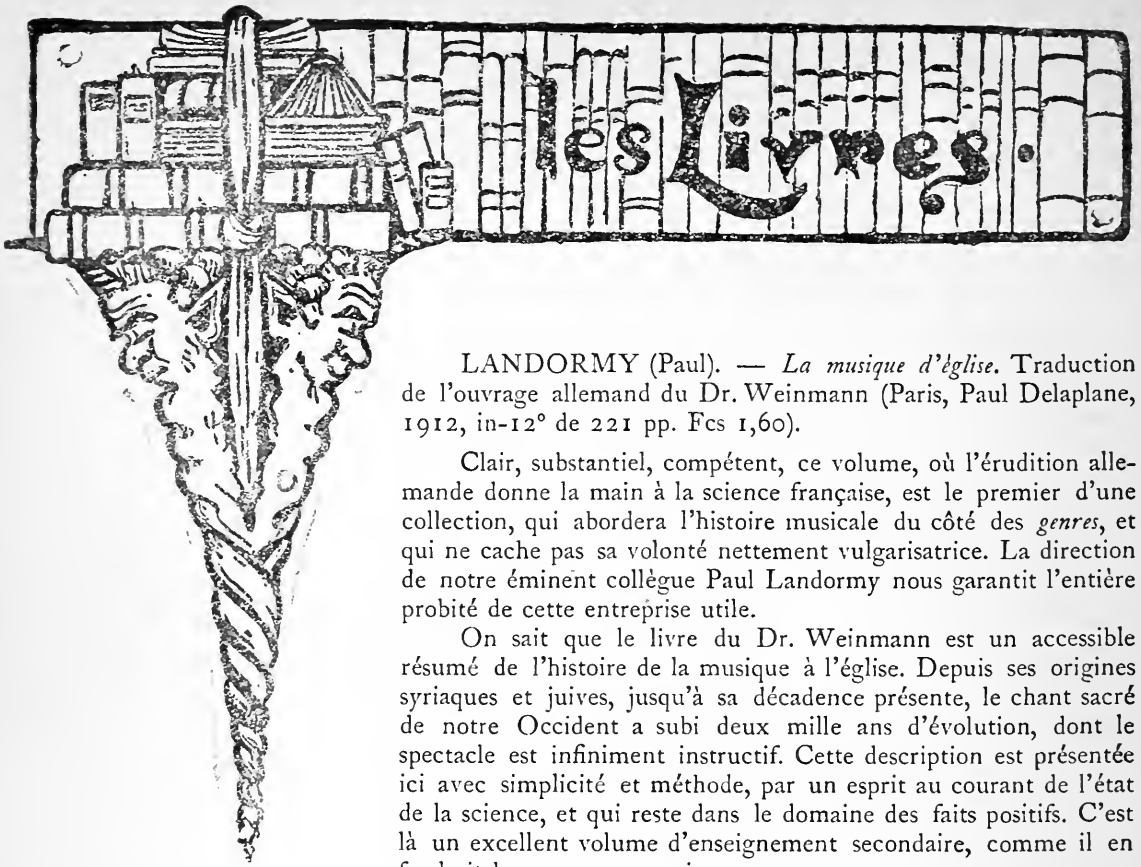 les Livres.
LANDORMY (Paul). — La musique d'église. Traduction
de l'ouvrage allemand du Dr. Weinmann (Paris, Paul Delaplane,
1912, in-12° de 221 pp. Fcs 1,60).
Clair, substantiel, compétent, ce volume, où l'érudition alle-
mande donne la main à la science française, est le premier d'une
collection, qui abordera l'histoire musicale du côté des genres, et
qui ne cache pas sa volonté nettement vulgarisatrice. La direction
de notre éminent collègue Paul Landormy nous garantit l'entière
probité de cette entreprise utile.
On sait que le livre du Dr. Weinmann est un accessible
résumé de l'histoire de la musique à l'église. Depuis ses origines
syriaques et juives, jusqu'à sa décadence présente, le chant sacré
de notre Occident a subi deux mille ans d'évolution, dont le
spectacle est infiniment instructif. Cette description est présentée
ici avec simplicité et méthode, par un esprit au courant de l'état
de la science, et qui reste dans le domaine des faits positifs. C'est
là un excellent volume d'enseignement secondaire, comme il en